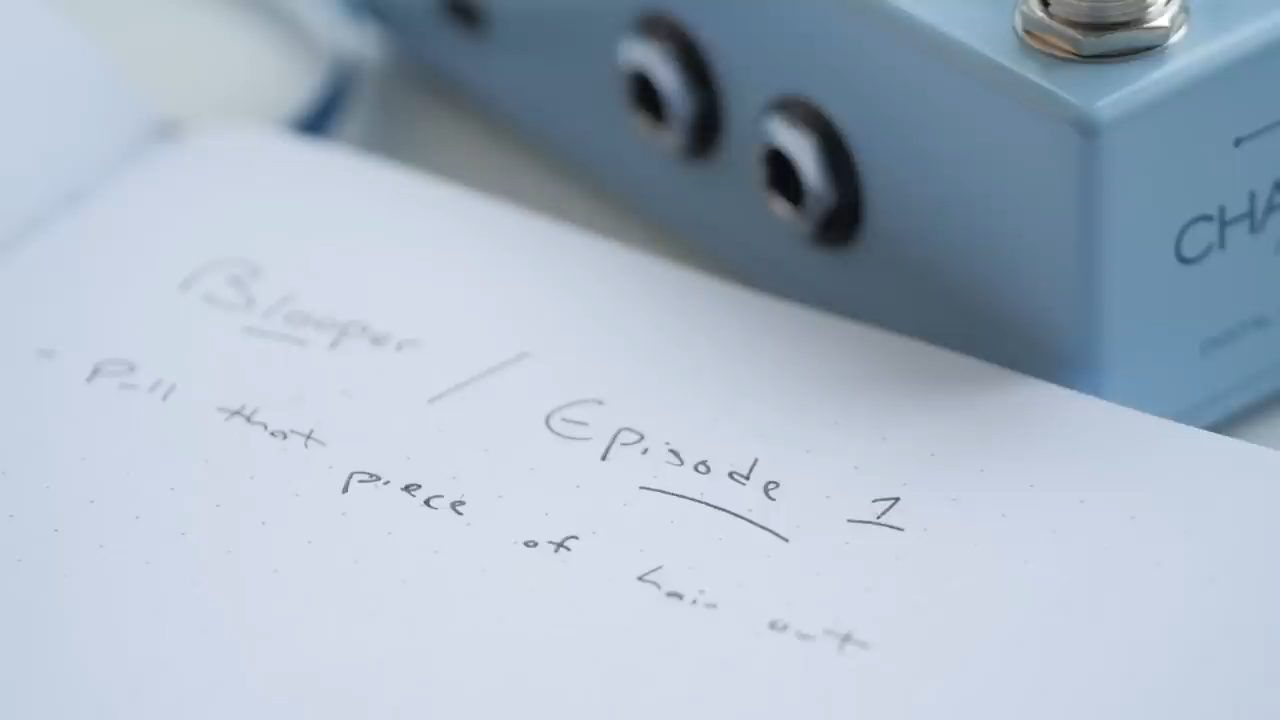 Blooper / Episode 1
- Pull that piece of hair out
CHA